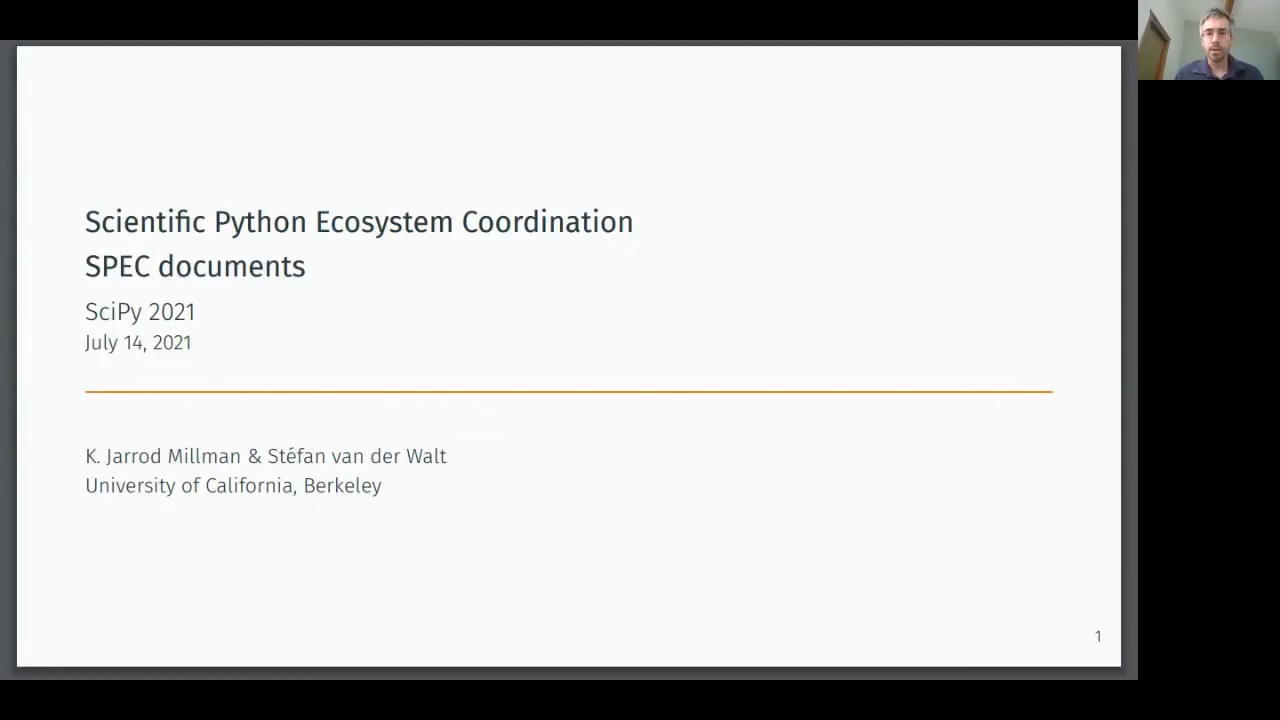 Scientific Python Ecosystem Coordination
SPEC documents
SciPy 2021
July 14, 2021
K. Jarrod Millman & Stéfan van der Walt
University of California, Berkeley
1